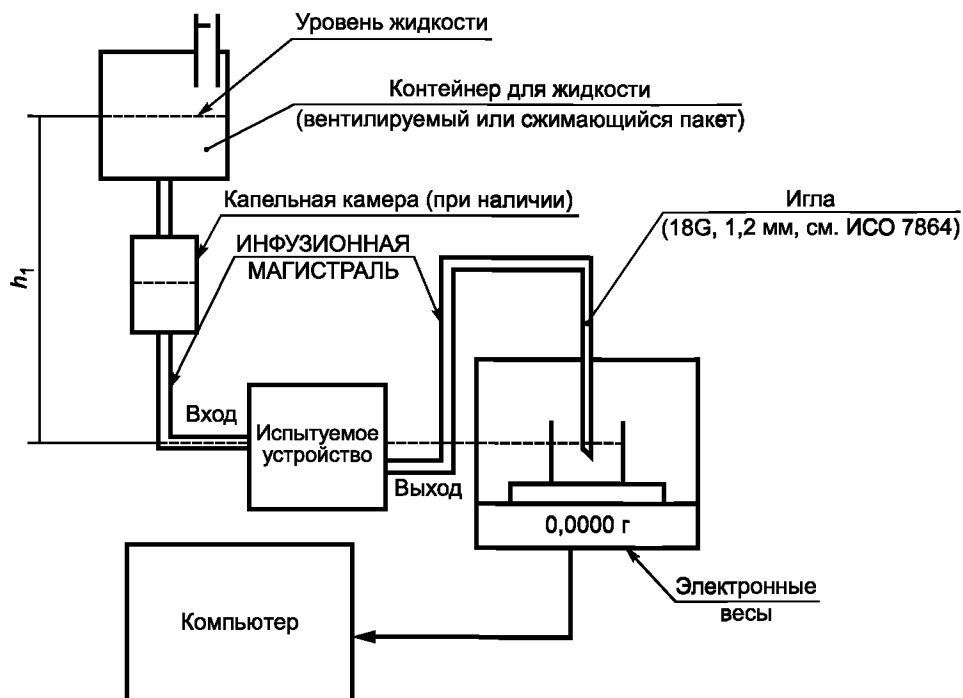 Уровень жидкости
Контейнер для жидкости
(вентилируемый или сжимающийся пакет)
Капельная камера (при наличии)
Игла
(18G, 1,2 мм, см. ИСО 7864)
ИНФУЗИОННАЯ
МАГИСТРАЛЬ
h1
Вход
Испытуемое
устройство
Выход
0,0000 г
Электронные
весы
Компьютер